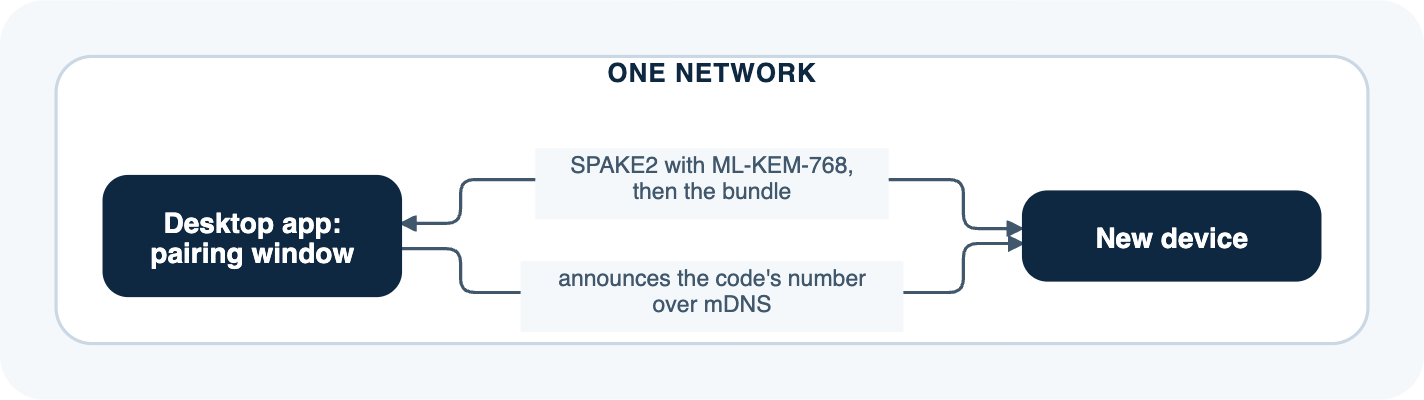 ONE NETWORK
SPAKE2 with ML-KEM-768,
then the bundle
Desktop app:
pairing window
New device
announces the code's number
over mDNS